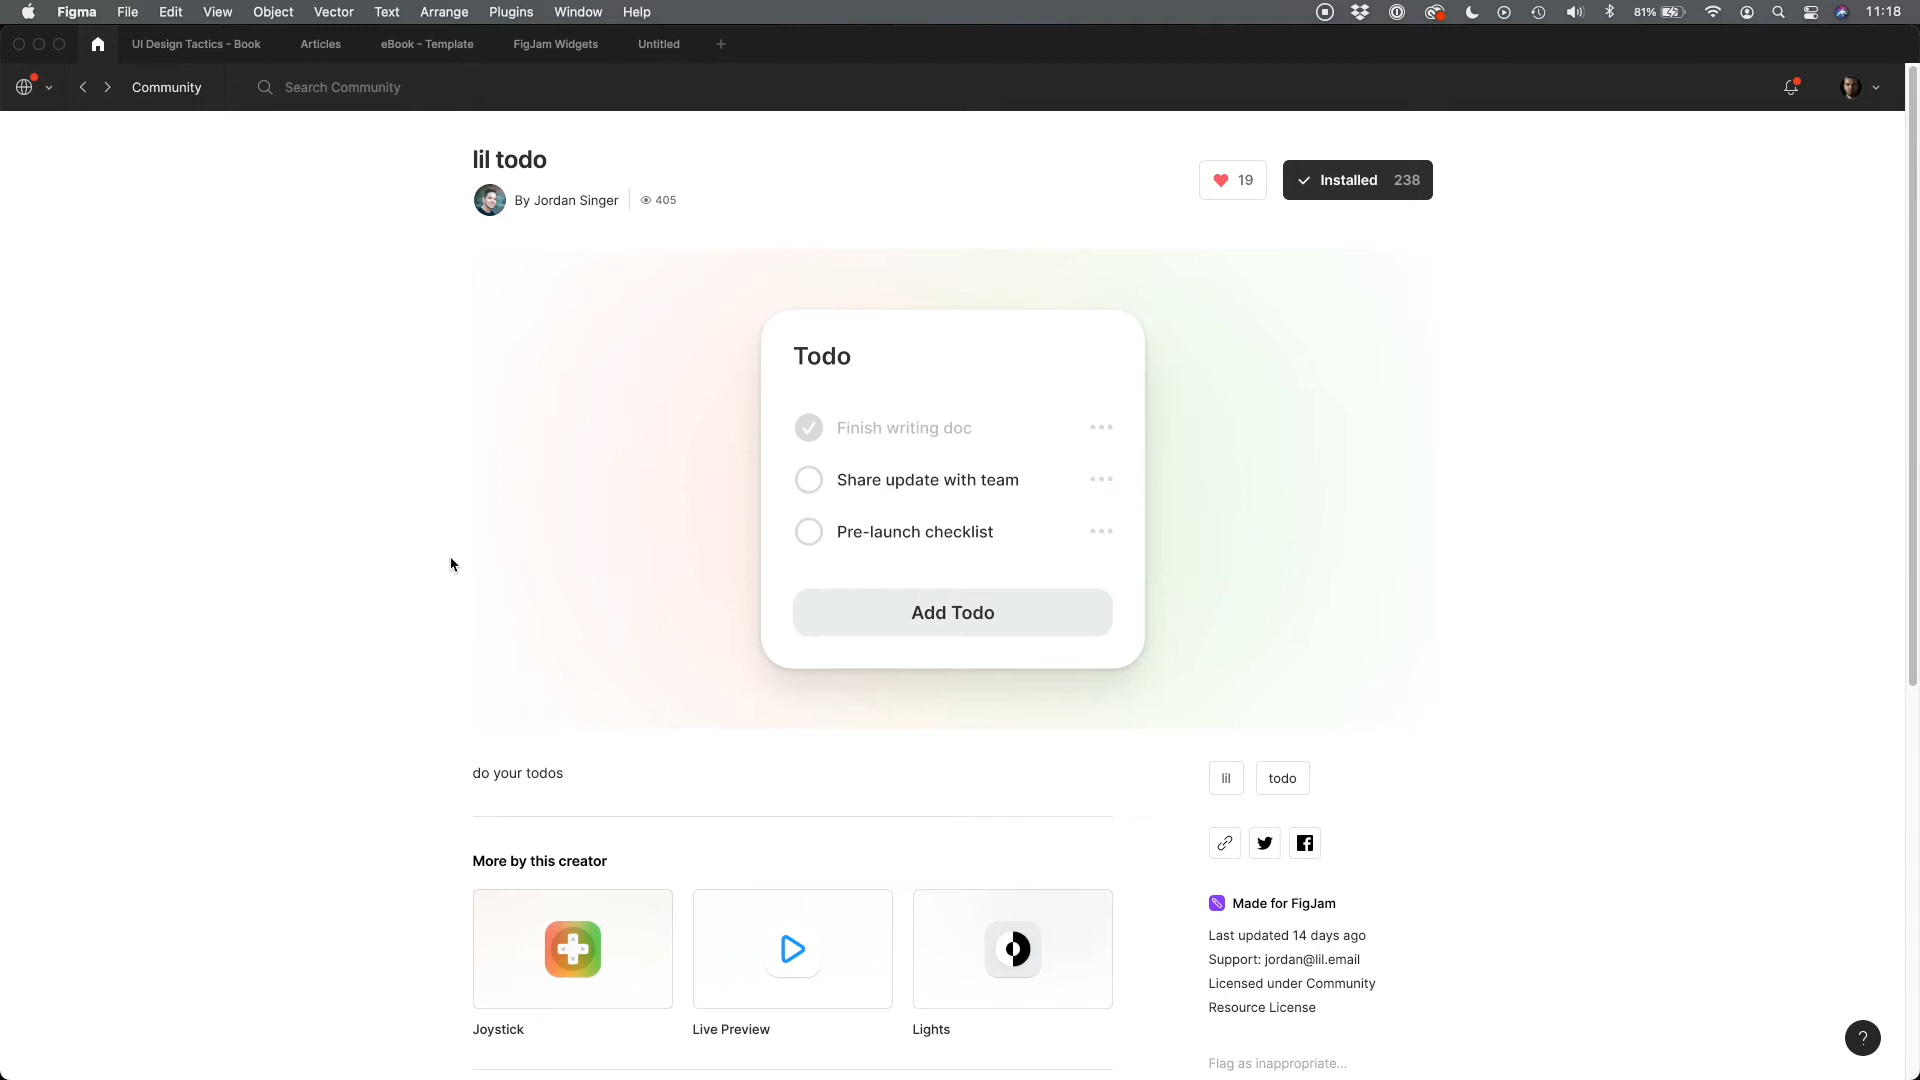 Figma File Edit View Object Vector Text Arrange Plugins Window Help 81% 11:18
UI Design Tactics - Book Articles eBook - Template FigJam Widgets Untitled
Community Search Community
lil todo
By Jordan Singer 405
19
Installed 238
Todo
Finish writing doc
Share update with team
Pre-launch checklist
Add Todo
do your todos
lil todo
More by this creator
Joystick
Live Preview
Lights
Made for FigJam
Last updated 14 days ago
Support: jordan@lil.email
Licensed under Community
Resource License
Flag as inappropriate...
?